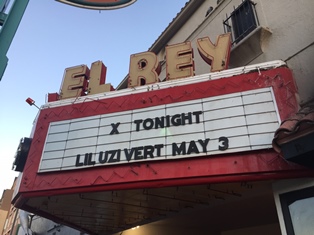 EL REY
X TONIGHT
LIL UZI VERT MAY 3